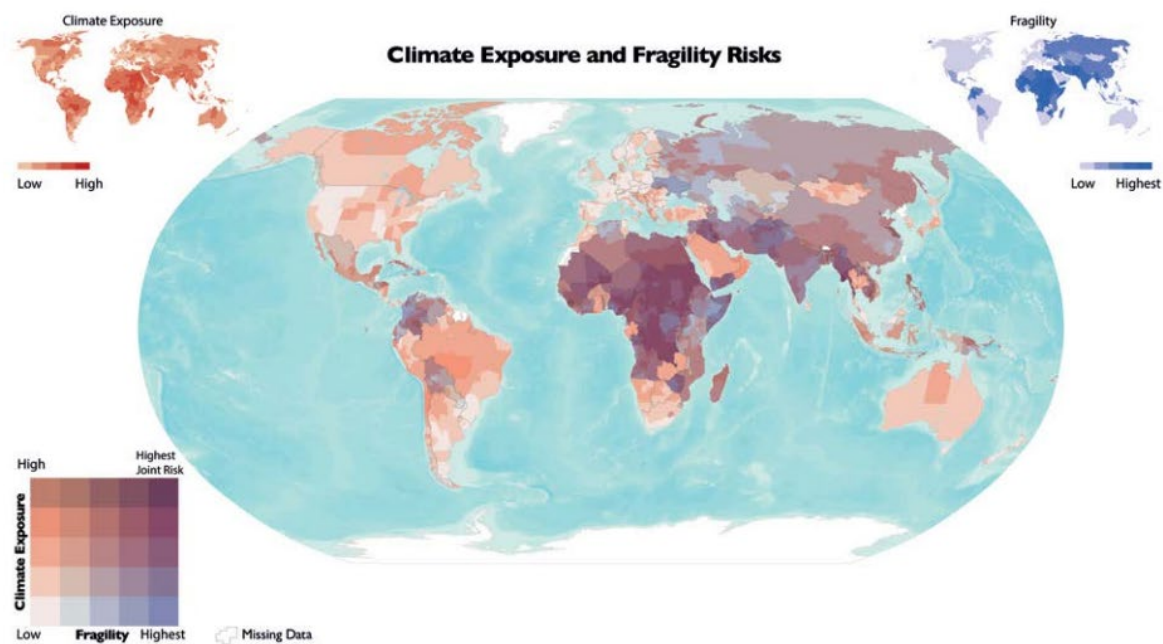 Climate Exposure
Low High
Climate Exposure and Fragility Risks
Fragility
Low Highest
High Highest
Joint Risk
Climate Exposure
Low Fragility Highest
Missing Data